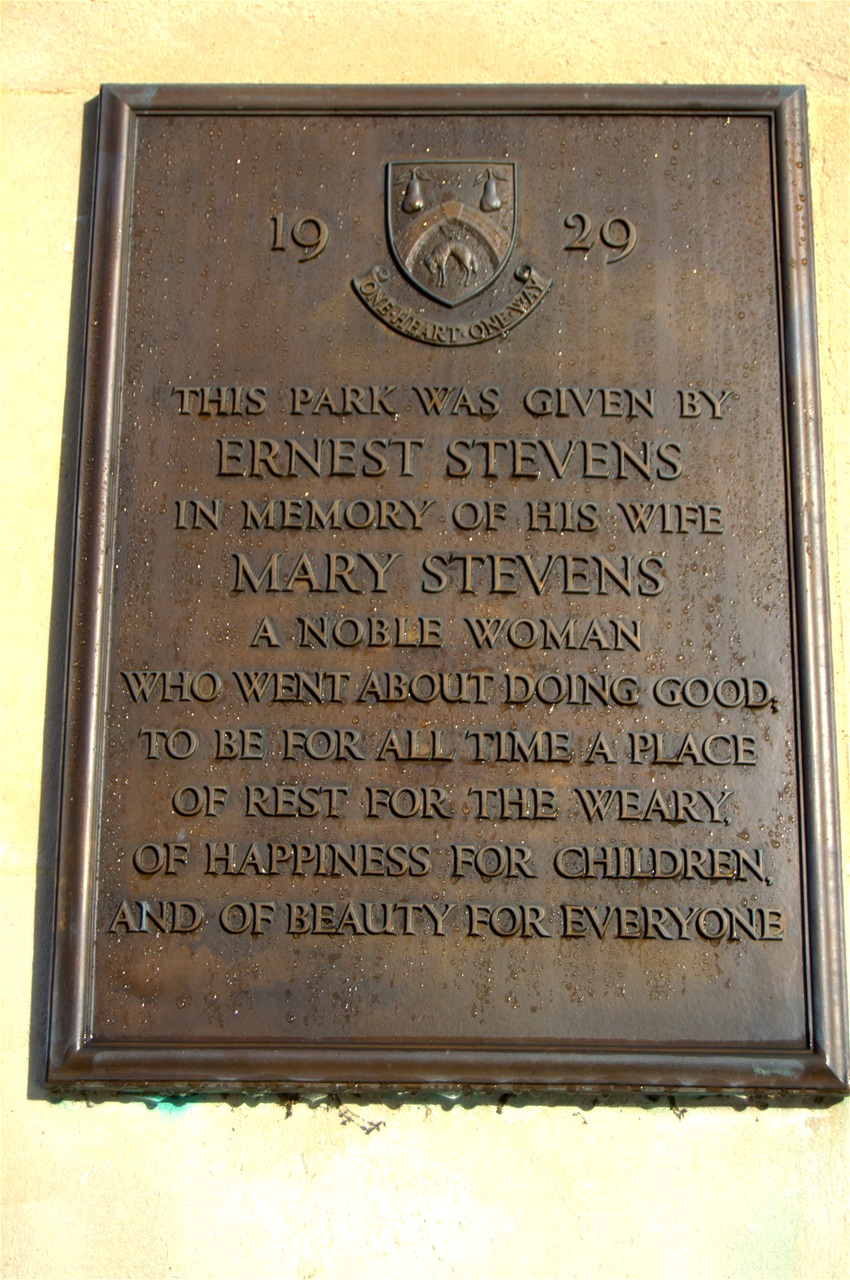 19 29
ONE·HEART·ONE·WAY
THIS PARK WAS GIVEN BY
ERNEST STEVENS
IN MEMORY OF HIS WIFE
MARY STEVENS
A NOBLE WOMAN
WHO WENT ABOUT DOING GOOD,
TO BE FOR ALL TIME A PLACE
OF REST FOR THE WEARY,
OF HAPPINESS FOR CHILDREN,
AND OF BEAUTY FOR EVERYONE